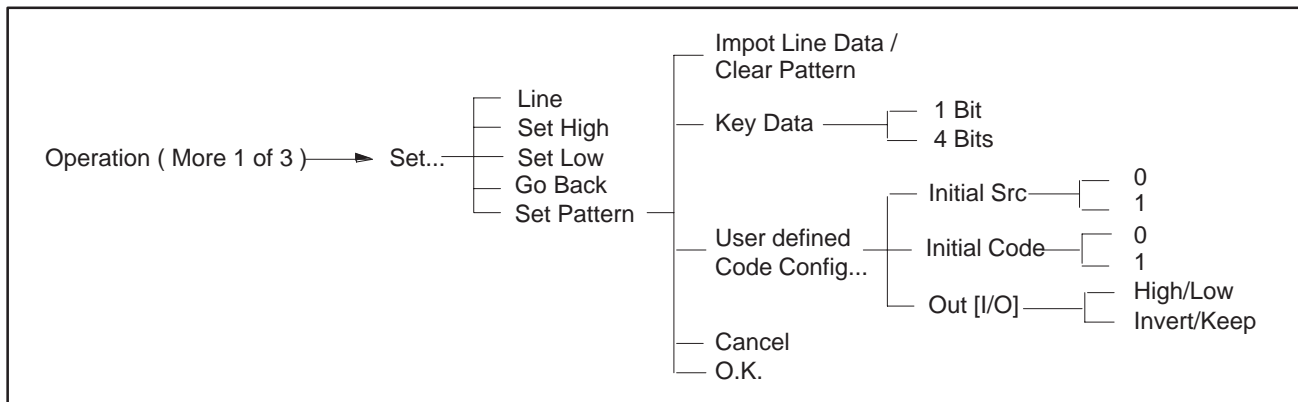 Operation ( More 1 of 3 )
Set...
Line
Set High
Set Low
Go Back
Set Pattern
Impot Line Data /
Clear Pattern
Key Data
1 Bit
4 Bits
User defined
Code Config...
Initial Src
0
1
Initial Code
0
1
Out [I/O]
High/Low
Invert/Keep
Cancel
O.K.